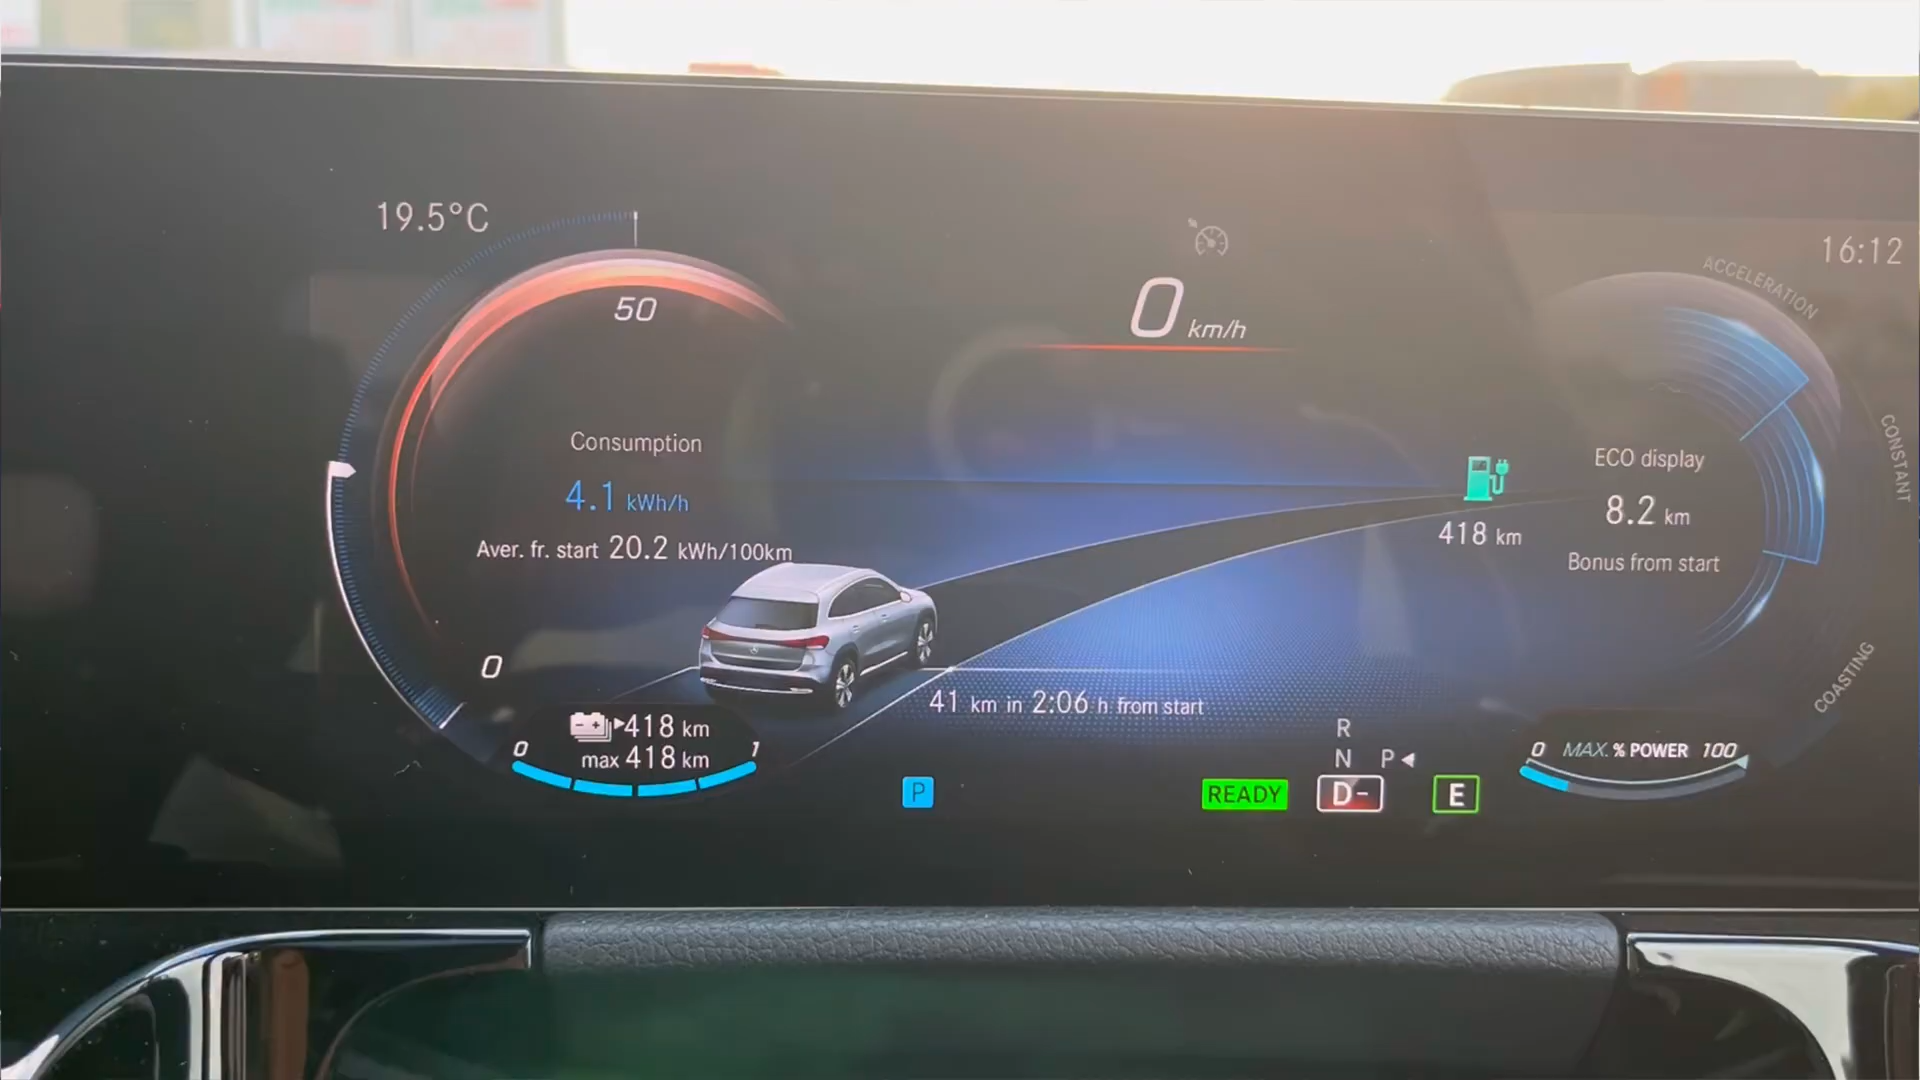 19.5°C
16:12
ACCELERATION
50
0 km/h
CONSTANT
Consumption
ECO display
4.1 kWh/h
8.2 km
418 km
Aver. fr. start 20.2 kWh/100km
Bonus from start
0
COASTING
41 km in 2:06 h from start
418 km
max 418 km
0 1
R
N P
D-
P
READY
E
0 MAX. % POWER 100